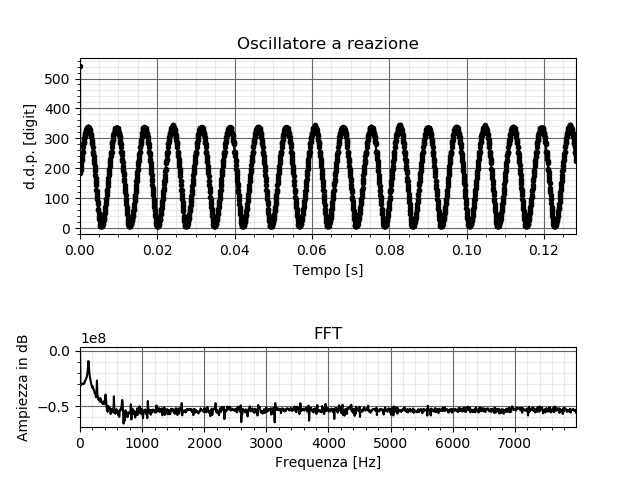 Oscillatore a reazione
500
400
300
200
100
0
d.d.p. [digit]
0.00 0.02 0.04 0.06 0.08 0.10 0.12
Tempo [s]
FFT
1e8
0.0
−0.5
Ampiezza in dB
0 1000 2000 3000 4000 5000 6000 7000
Frequenza [Hz]